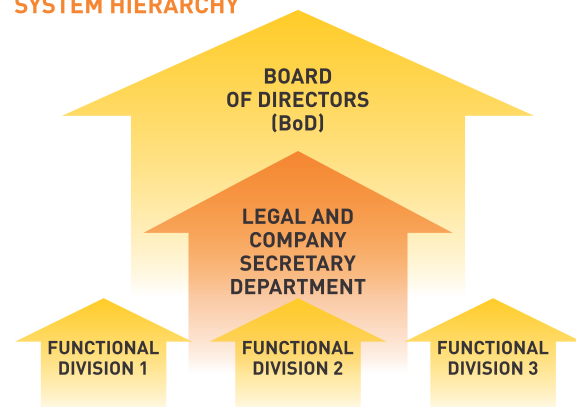 SYSTEM HIERARCHY
BOARD
OF DIRECTORS
(BoD)
LEGAL AND
COMPANY
SECRETARY
DEPARTMENT
FUNCTIONAL
DIVISION 1
FUNCTIONAL
DIVISION 2
FUNCTIONAL
DIVISION 3